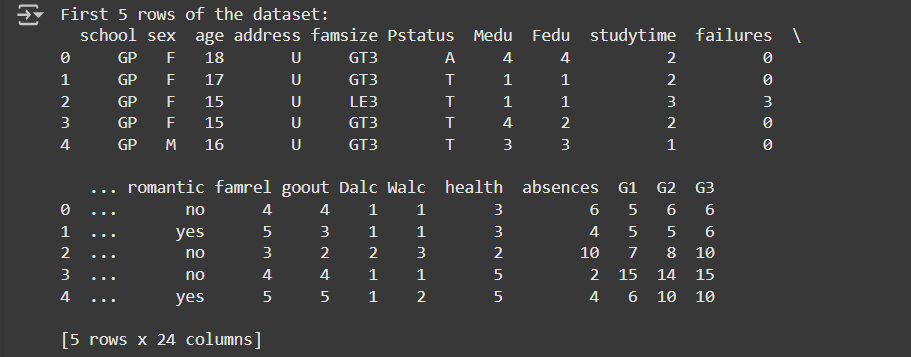 First 5 rows of the dataset:
  school sex  age address famsize Pstatus  Medu  Fedu  studytime  failures  \
0     GP   F   18       U     GT3       A     4     4          2         0
1     GP   F   17       U     GT3       T     1     1          2         0
2     GP   F   15       U     LE3       T     1     1          3         3
3     GP   F   15       U     GT3       T     4     2          2         0
4     GP   M   16       U     GT3       T     3     3          1         0
   ... romantic famrel goout Dalc Walc  health  absences  G1  G2  G3
0  ...       no      4     4    1    1       3         6   5   6   6
1  ...      yes      5     3    1    1       3         4   5   5   6
2  ...       no      3     2    2    3       2        10   7   8  10
3  ...       no      4     4    1    1       5         2  15  14  15
4  ...      yes      5     5    1    2       5         4   6  10  10
[5 rows x 24 columns]